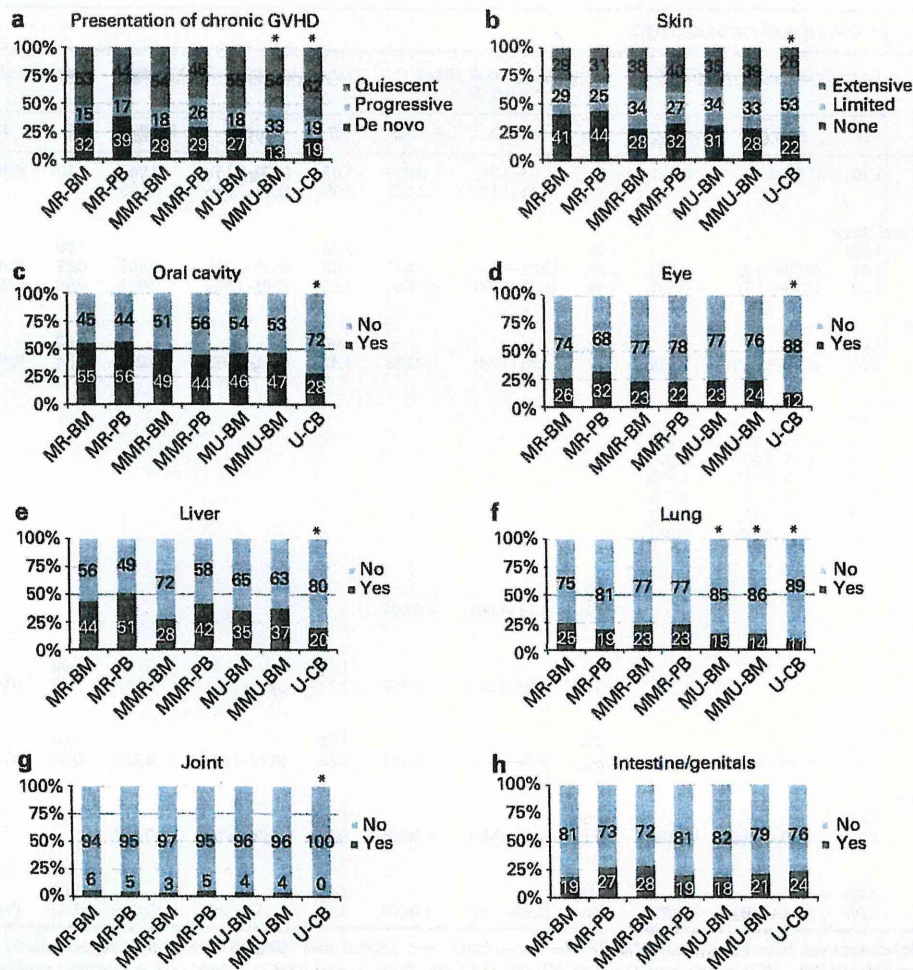 a Presentation of chronic GVHD
* *
100%
75%
50%
25%
0%
53 44 54 46 55 54 62
15 17 18 26 18 33 19
32 39 28 29 27 13 19
Quiescent
Progressive
De novo
MR-BM
MR-PB
MMR-BM
MMR-PB
MU-BM
MMU-BM
U-CB
b Skin
*
100%
75%
50%
25%
0%
29 31 38 40 35 39 26
29 25 34 27 34 33 53
41 44 28 32 31 28 22
Extensive
Limited
None
MR-BM
MR-PB
MMR-BM
MMR-PB
MU-BM
MMU-BM
U-CB
c Oral cavity
*
100%
75%
50%
25%
0%
45 44 51 56 54 53 72
55 56 49 44 46 47 28
No
Yes
MR-BM
MR-PB
MMR-BM
MMR-PB
MU-BM
MMU-BM
U-CB
d Eye
*
100%
75%
50%
25%
0%
74 68 77 78 77 76 88
26 32 23 22 23 24 12
No
Yes
MR-BM
MR-PB
MMR-BM
MMR-PB
MU-BM
MMU-BM
U-CB
e Liver
*
100%
75%
50%
25%
0%
56 49 72 58 65 63 80
44 51 28 42 35 37 20
No
Yes
MR-BM
MR-PB
MMR-BM
MMR-PB
MU-BM
MMU-BM
U-CB
f Lung
* * *
100%
75%
50%
25%
0%
75 81 77 77 85 86 89
25 19 23 23 15 14 11
No
Yes
MR-BM
MR-PB
MMR-BM
MMR-PB
MU-BM
MMU-BM
U-CB
g Joint
*
100%
75%
50%
25%
0%
94 95 97 95 96 96 100
6 5 3 5 4 4 0
No
Yes
MR-BM
MR-PB
MMR-BM
MMR-PB
MU-BM
MMU-BM
U-CB
h Intestine/genitals
100%
75%
50%
25%
0%
81 73 72 81 82 79 76
19 27 28 19 18 21 24
No
Yes
MR-BM
MR-PB
MMR-BM
MMR-PB
MU-BM
MMU-BM
U-CB